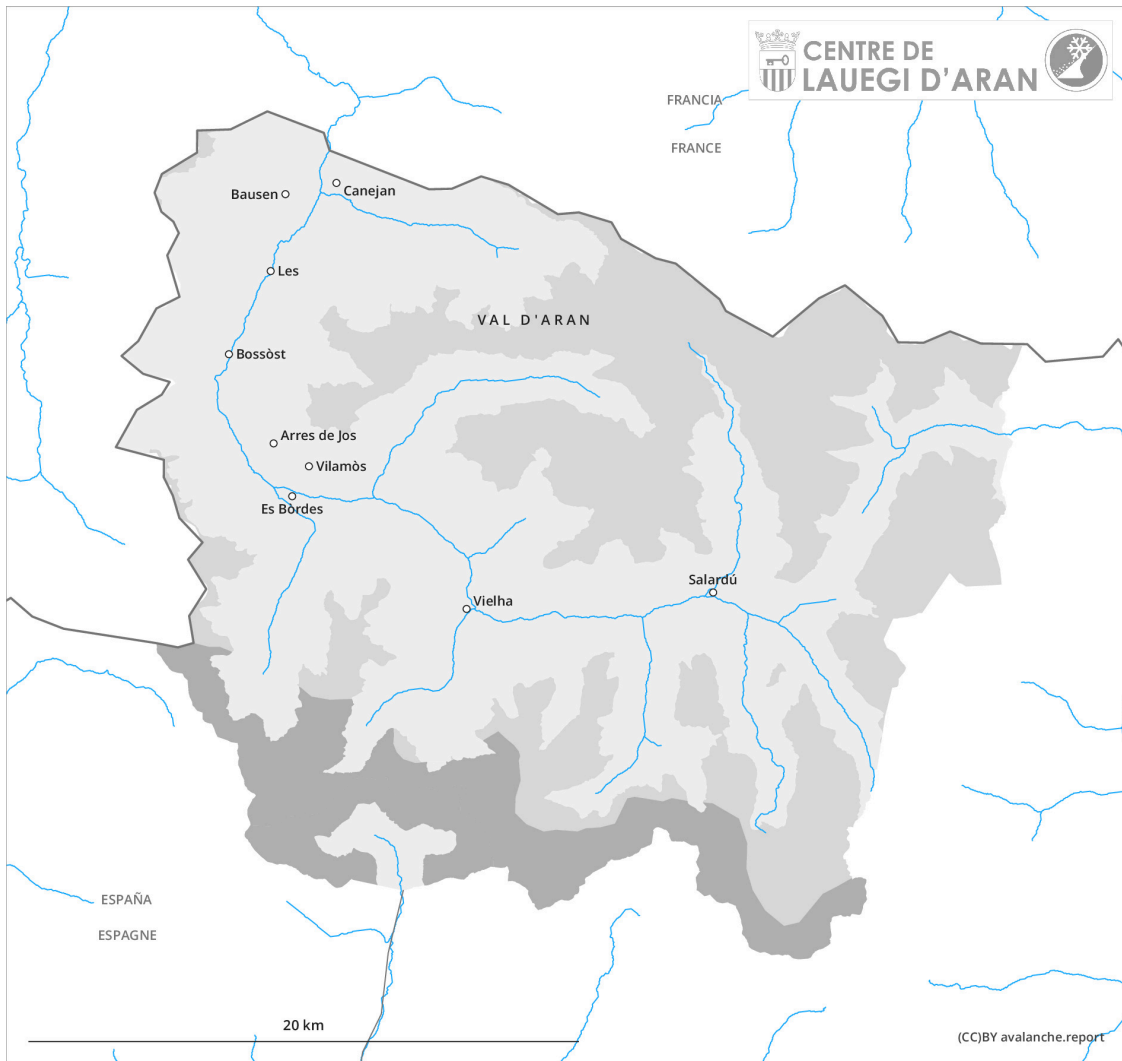 CENTRE DE
LAUEGI D'ARAN
FRANCIA
FRANCE
Bausen
Canejan
Les
VAL D'ARAN
Bossòst
Arres de Jos
Vilamòs
Es Bòrdes
Salardú
Vielha
ESPAÑA
ESPAGNE
20 km
(CC)BY avalanche.report